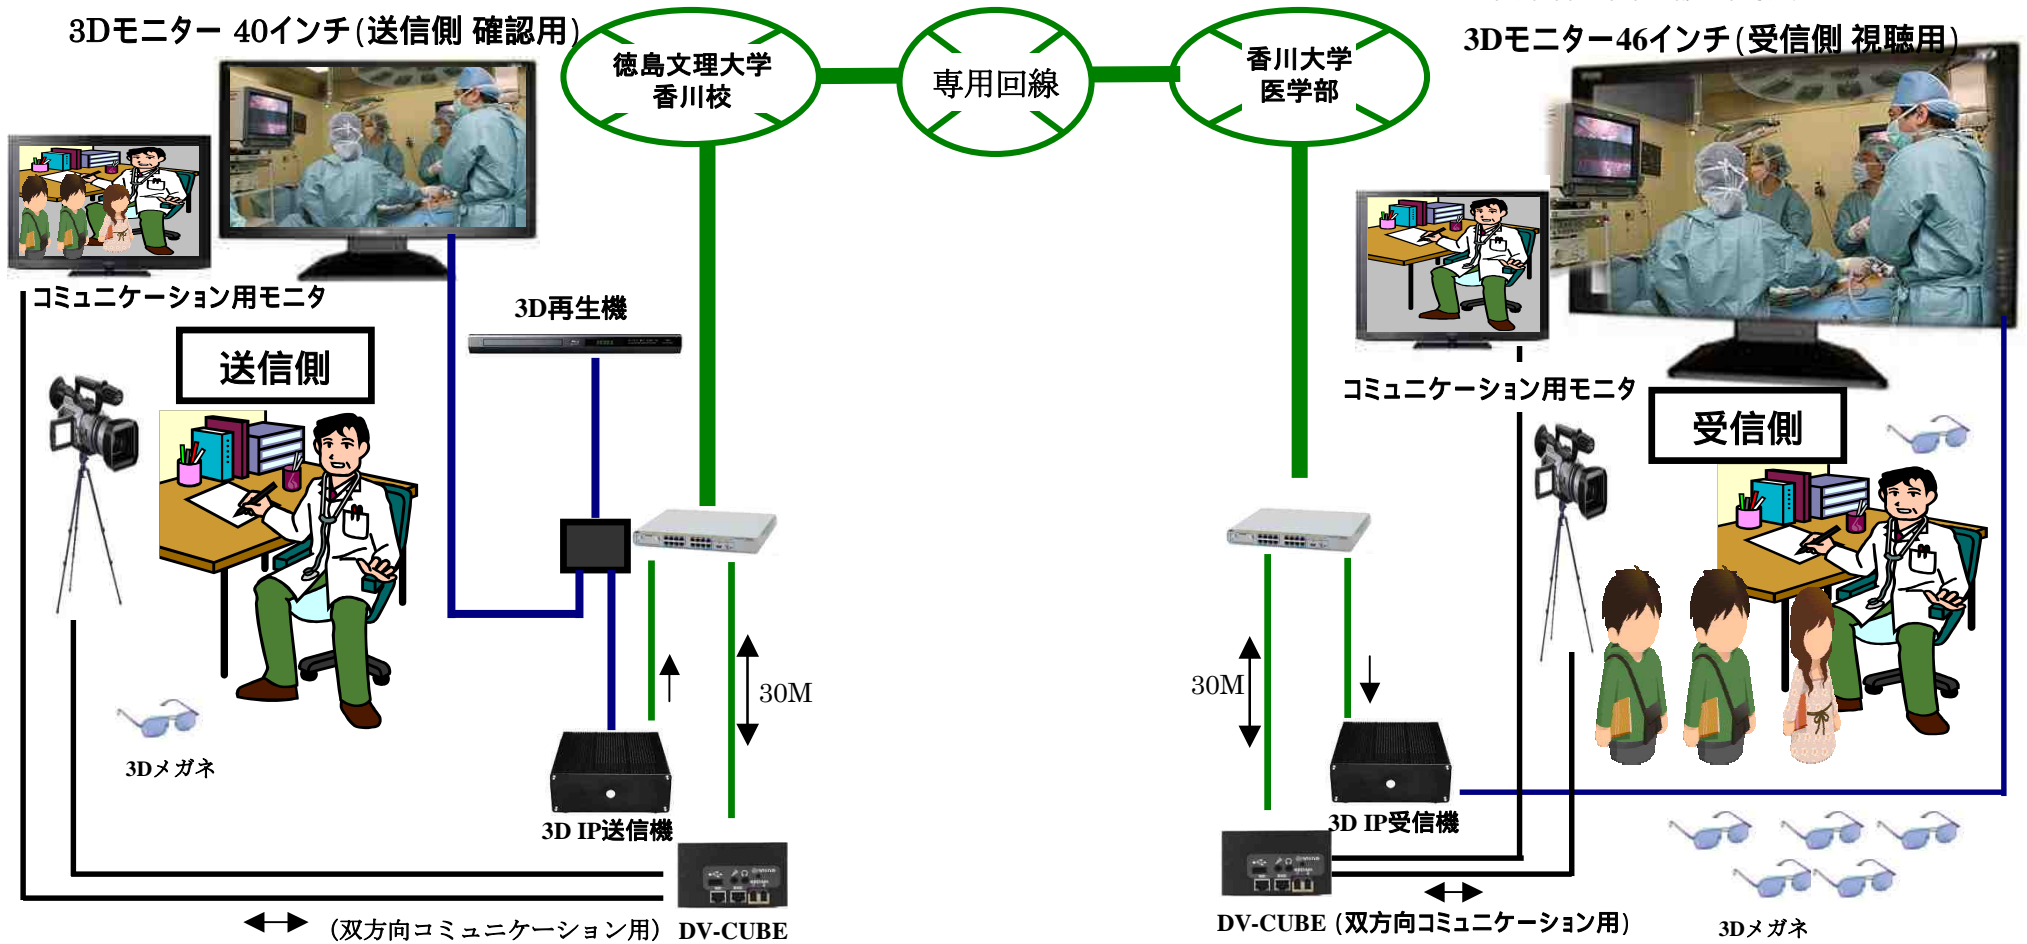 3Dモニター 40インチ(送信側 確認用)
徳島文理大学
香川校
専用回線
香川大学
医学部
3Dモニター46インチ(受信側 視聴用)
コミュニケーション用モニタ
3D再生機
送信側
コミュニケーション用モニタ
受信側
30M
30M
3Dメガネ
3D IP送信機
3D IP受信機
(双方向コミュニケーション用)
DV-CUBE
DV-CUBE
(双方向コミュニケーション用)
3Dメガネ